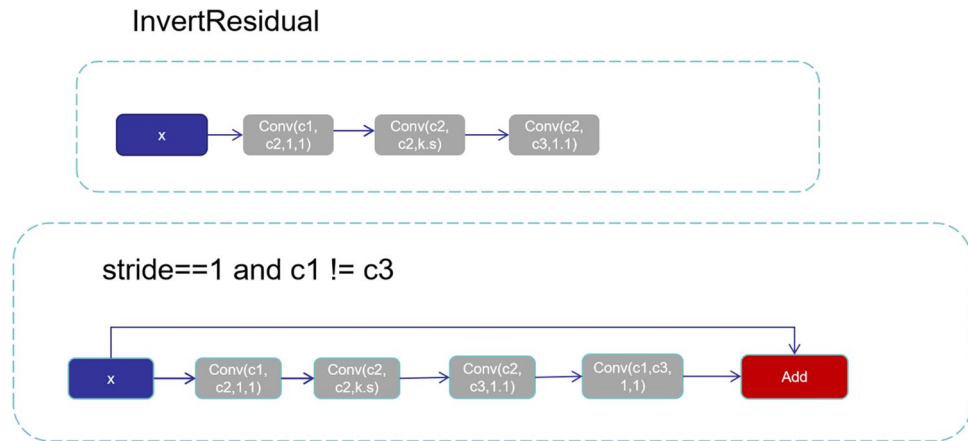 InvertResidual
x
Conv(c1,
c2,1,1)
Conv(c2,
c2,k.s)
Conv(c2,
c3,1.1)
stride==1 and c1 != c3
x
Conv(c1,
c2,1,1)
Conv(c2,
c2,k.s)
Conv(c2,
c3,1.1)
Conv(c1,c3,
1,1)
Add